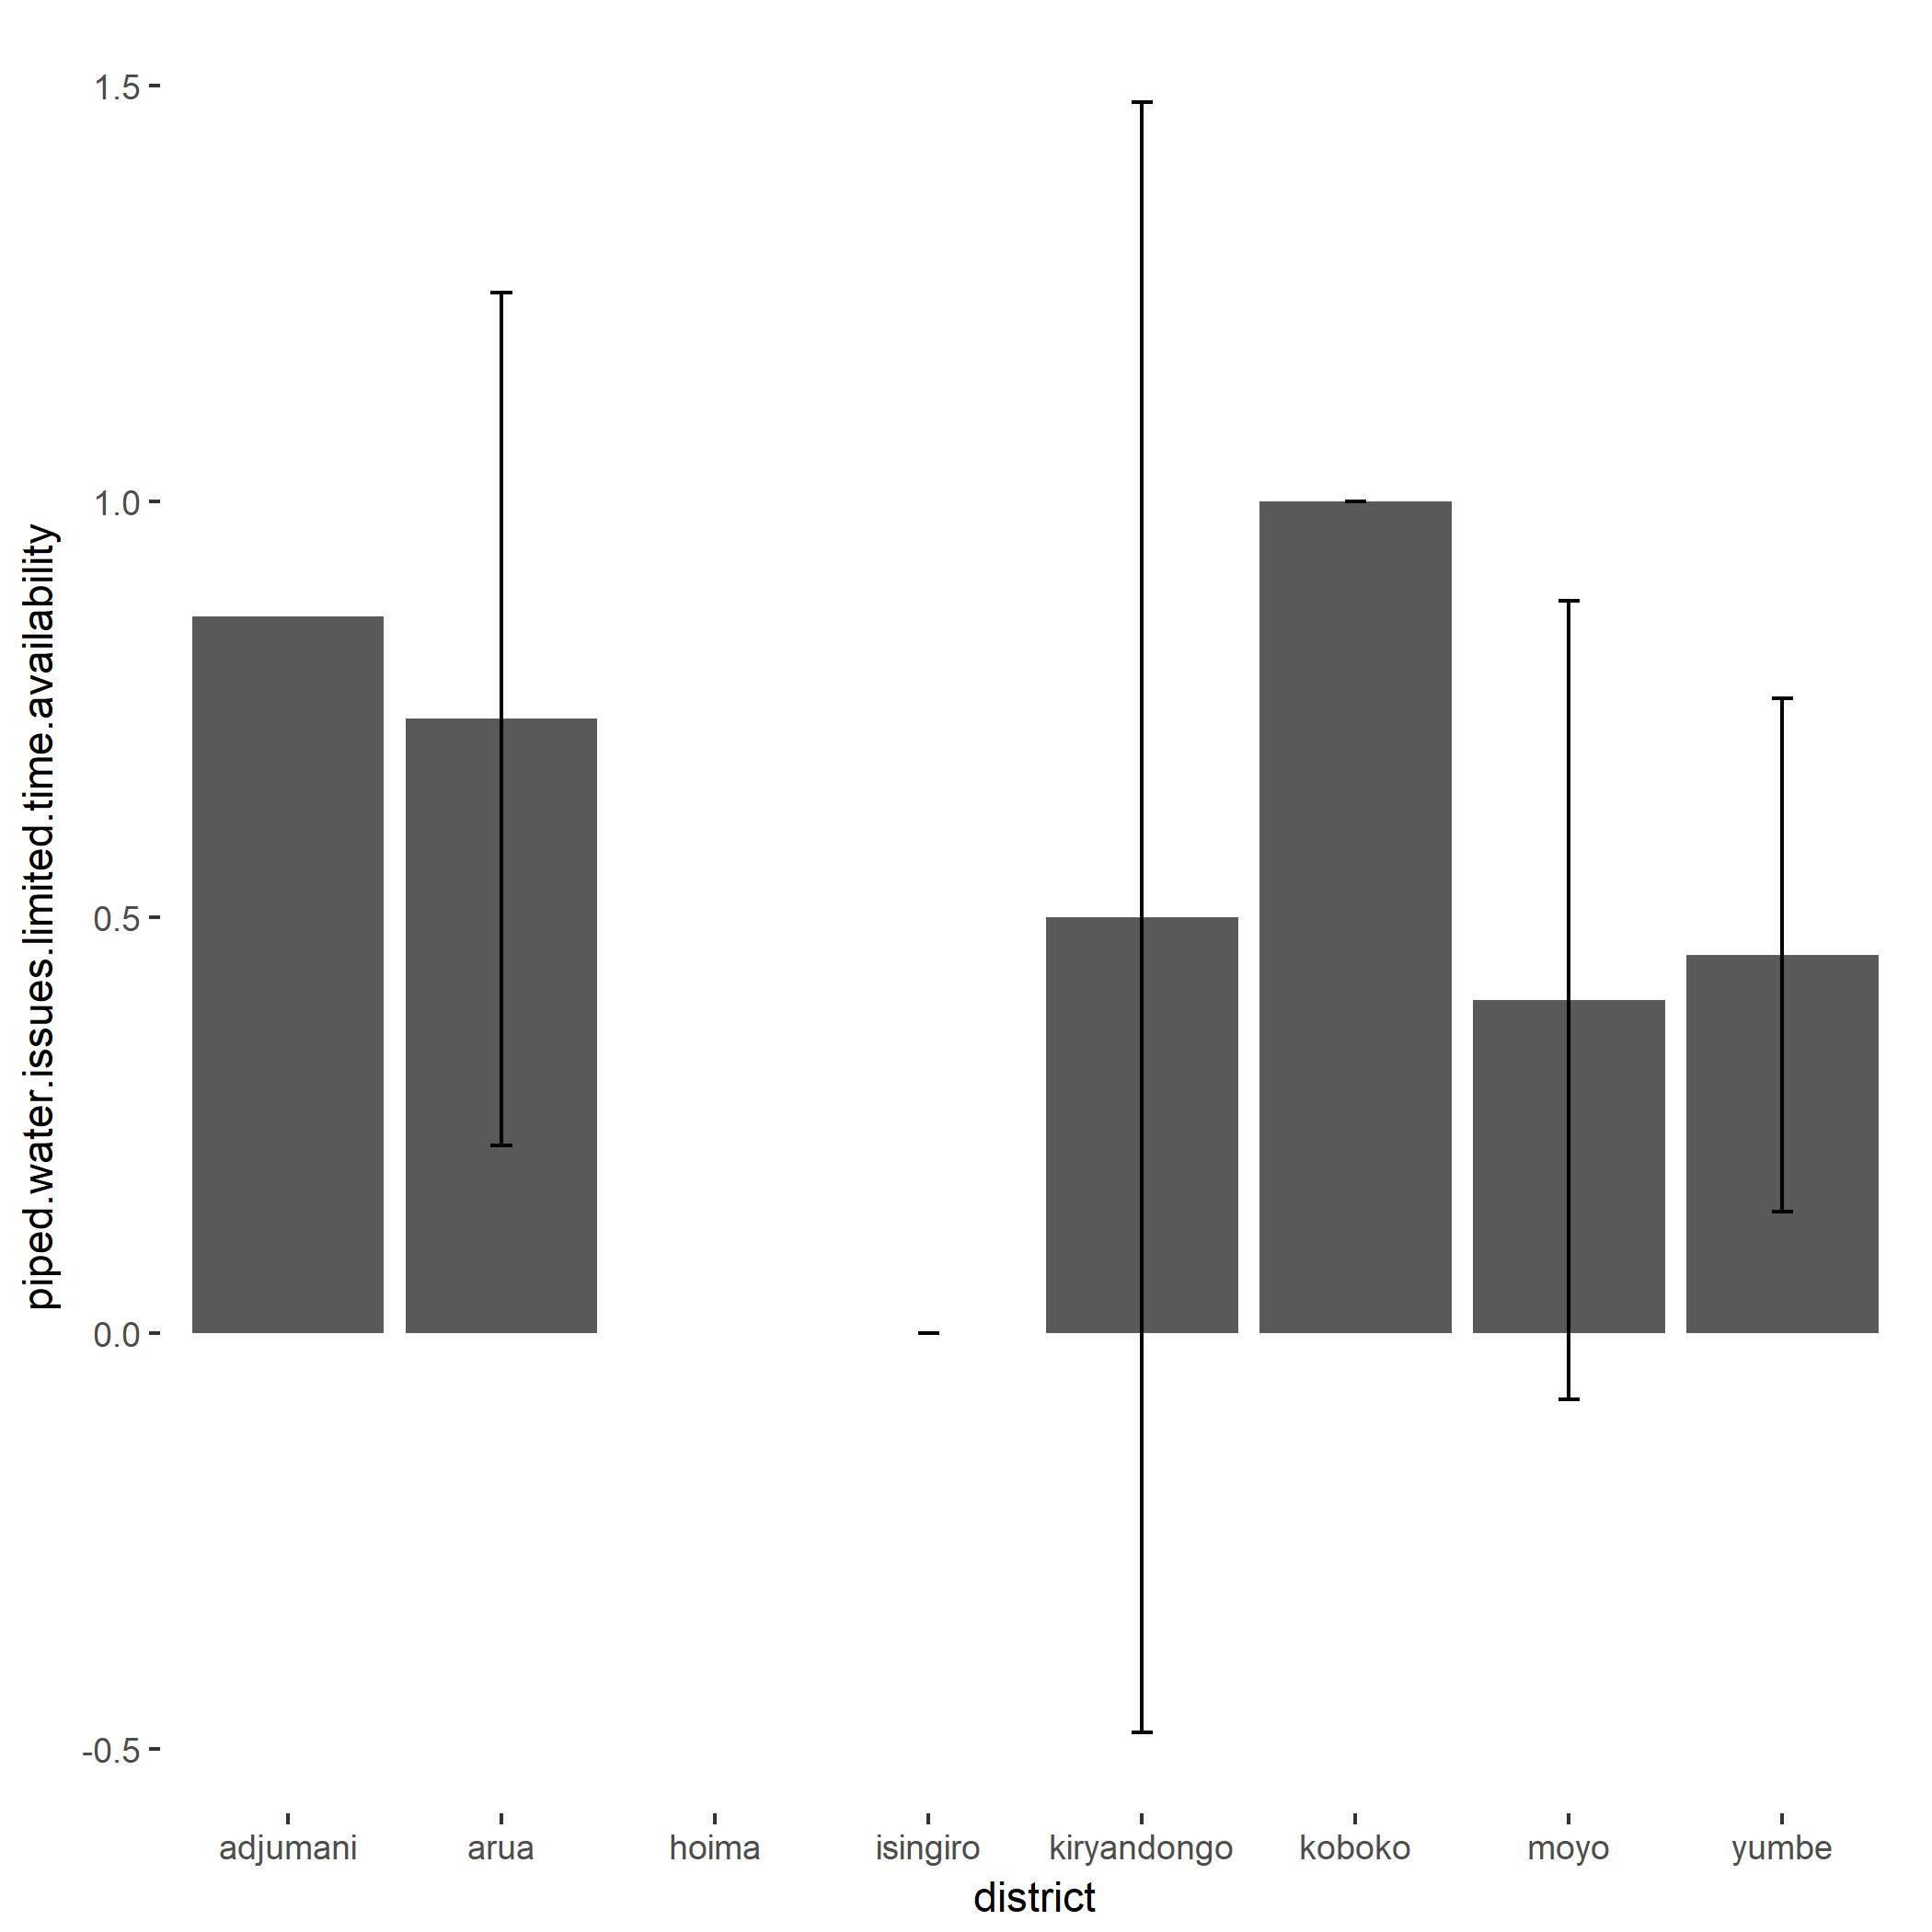 piped.water.issues.limited.time.availability
1.5
1.0
0.5
0.0
-0.5
adjumani arua hoima isingiro kiryandongo koboko moyo yumbe
district